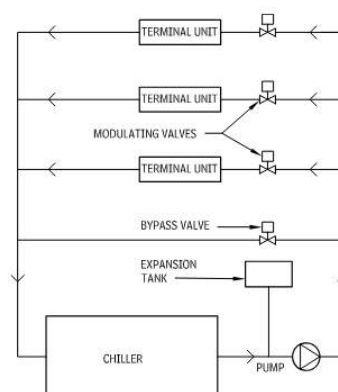 TERMINAL UNIT
TERMINAL UNIT
MODULATING VALVES
TERMINAL UNIT
BYPASS VALVE
EXPANSION
TANK
CHILLER
PUMP